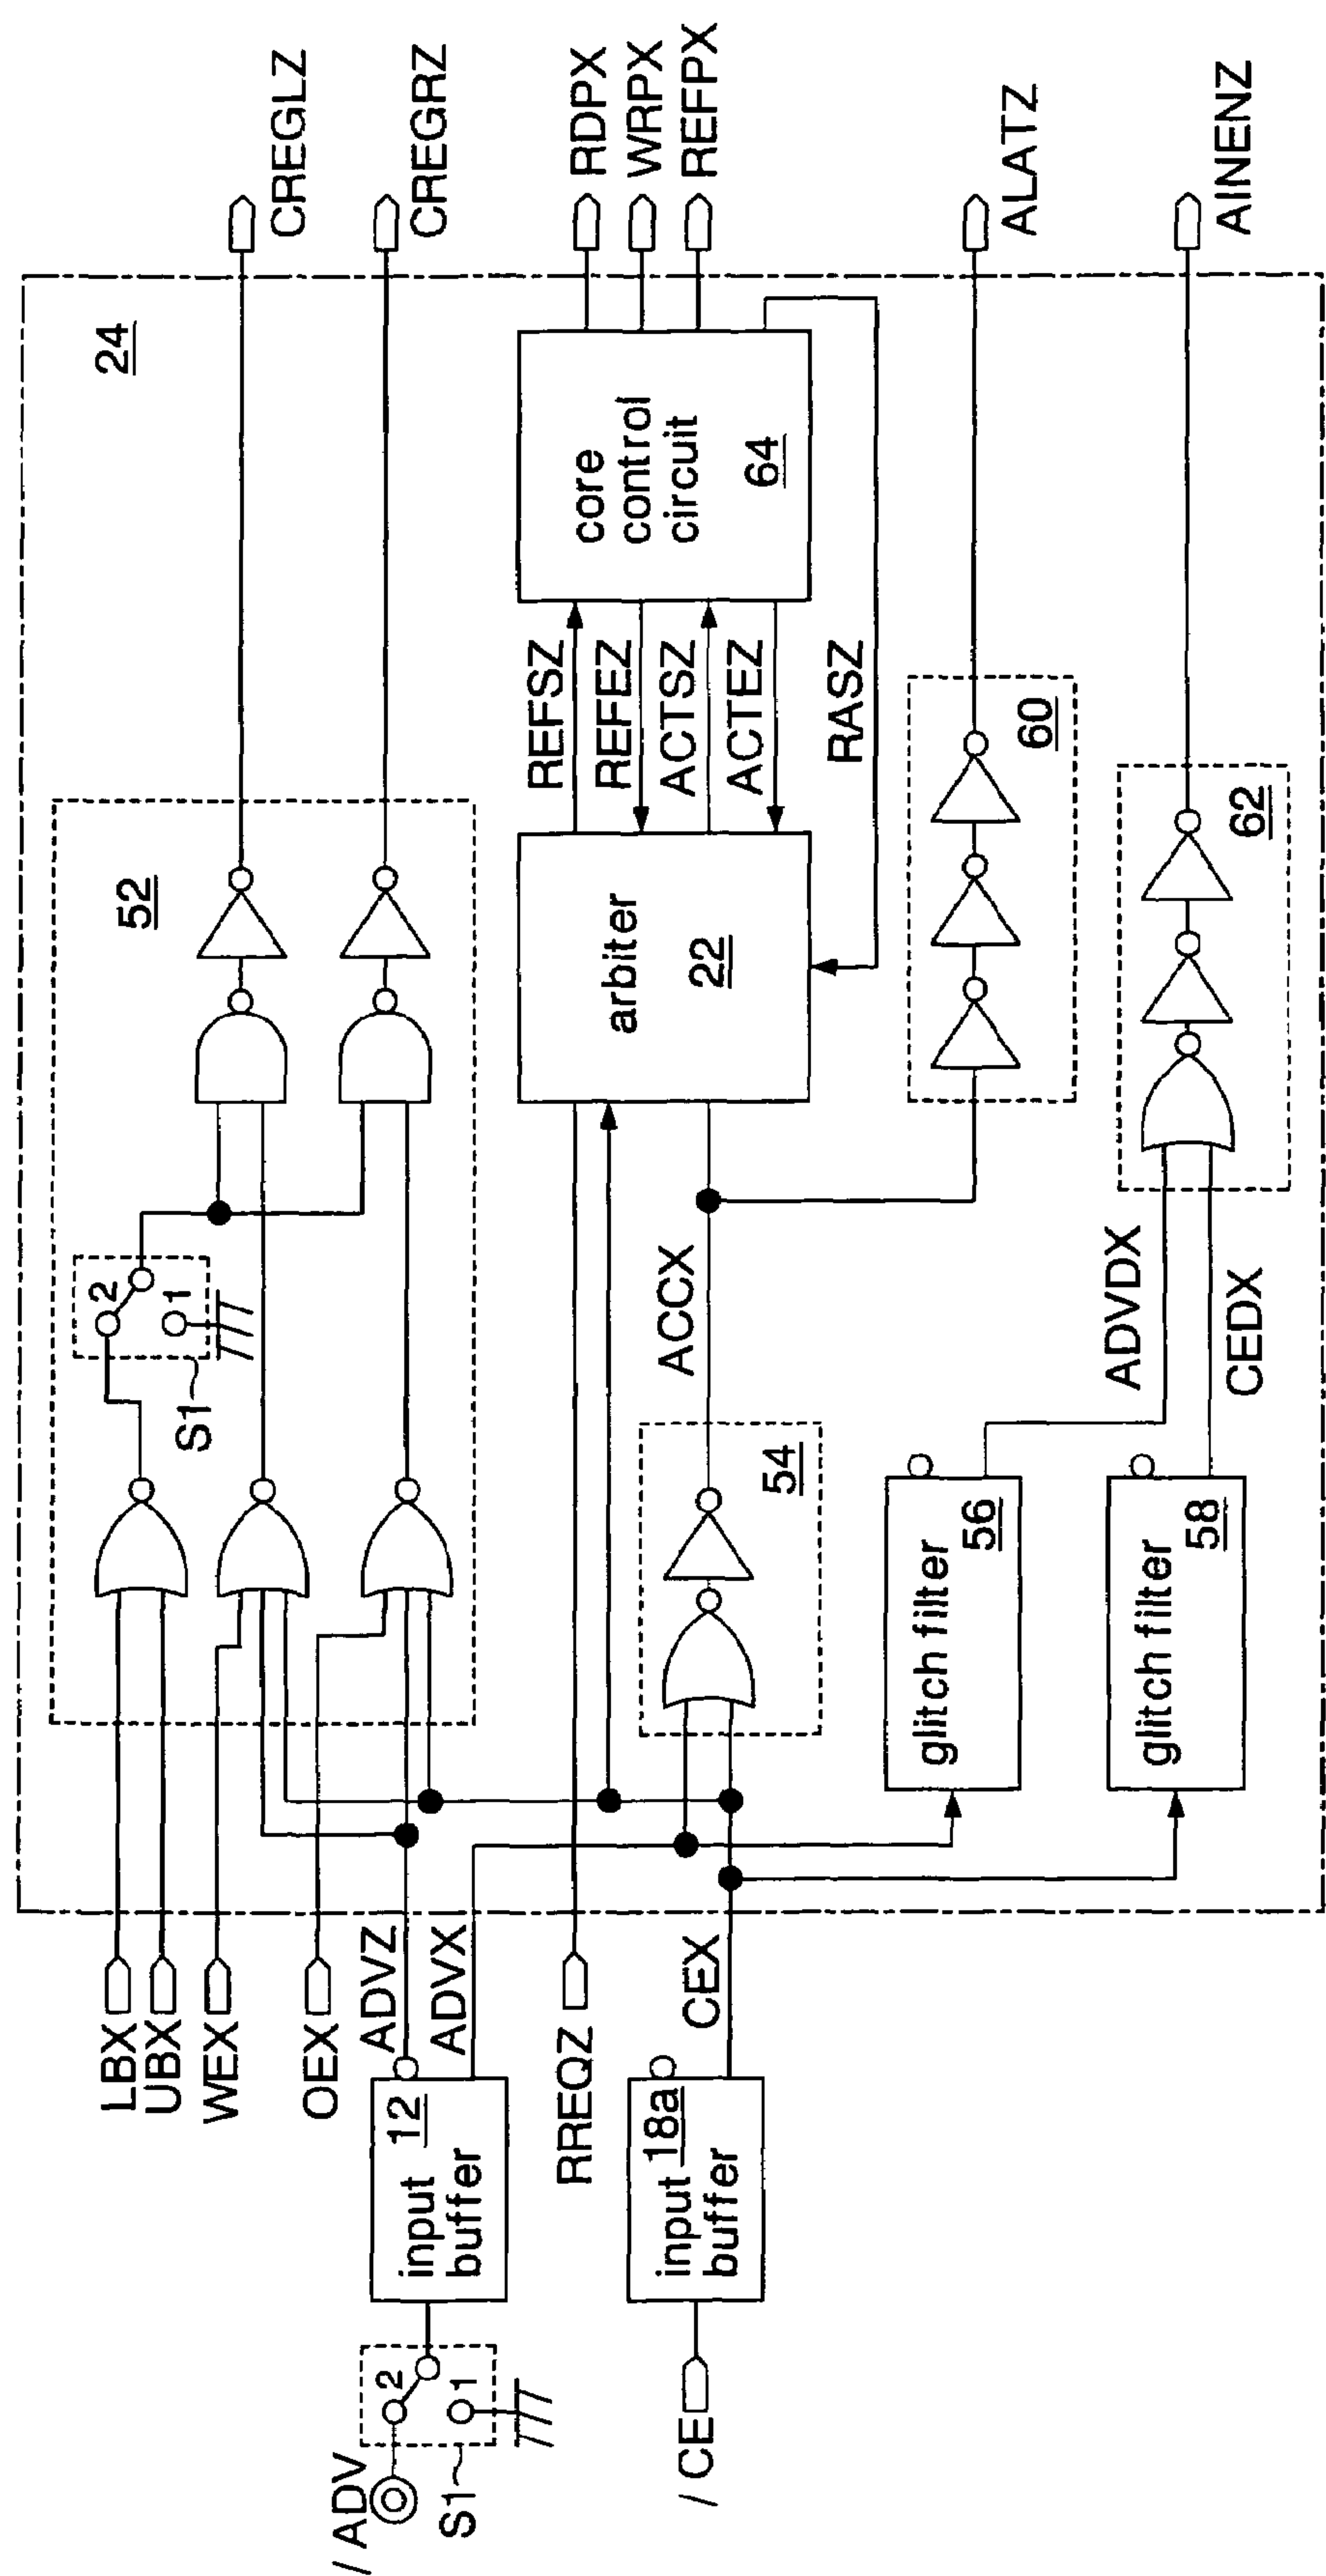 24
LBX
UBX
WEX
OEX
ADVZ
ADVX
RREQZ
CEX
/ADV
S1
2
1
input
buffer
12
/CE
input
buffer
18a
S1
2
1
52
CREGLZ
CREGRZ
arbiter
22
REFSZ
REFEZ
ACTSZ
ACTEZ
RASZ
core
control
circuit
64
RDPX
WRPX
REFPX
54
ACCX
60
ALATZ
glitch filter
56
glitch filter
58
ADVDX
CEDX
62
AINENZ